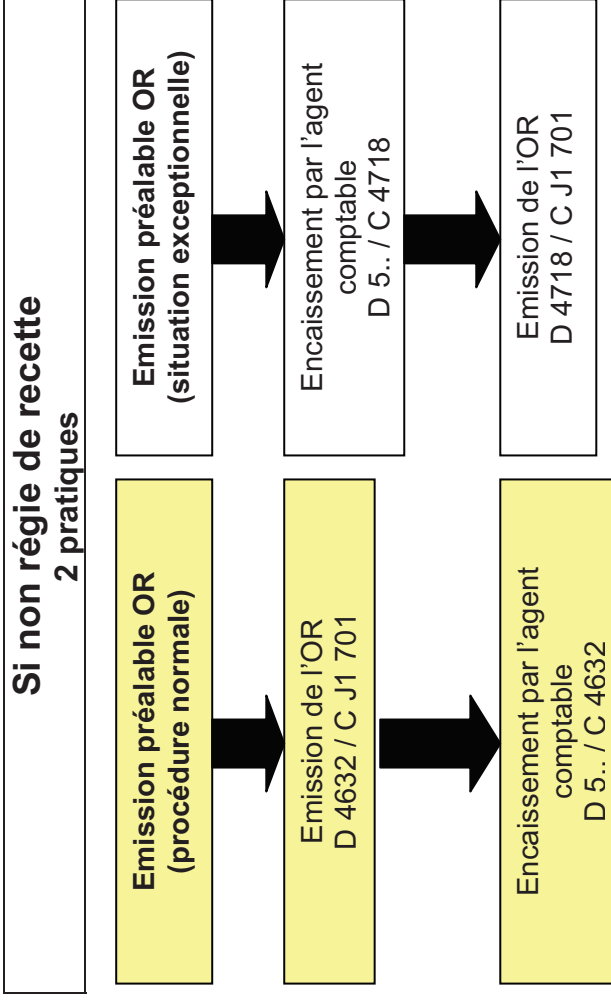 Si non régie de recette
2 pratiques
Emission préalable OR
(procédure normale)
Emission de l'OR
D 4632 / C J1 701
Encaissement par l'agent
comptable
D 5.. / C 4632
Emission préalable OR
(situation exceptionnelle)
Encaissement par l'agent
comptable
D 5.. / C 4718
Emission de l'OR
D 4718 / C J1 701